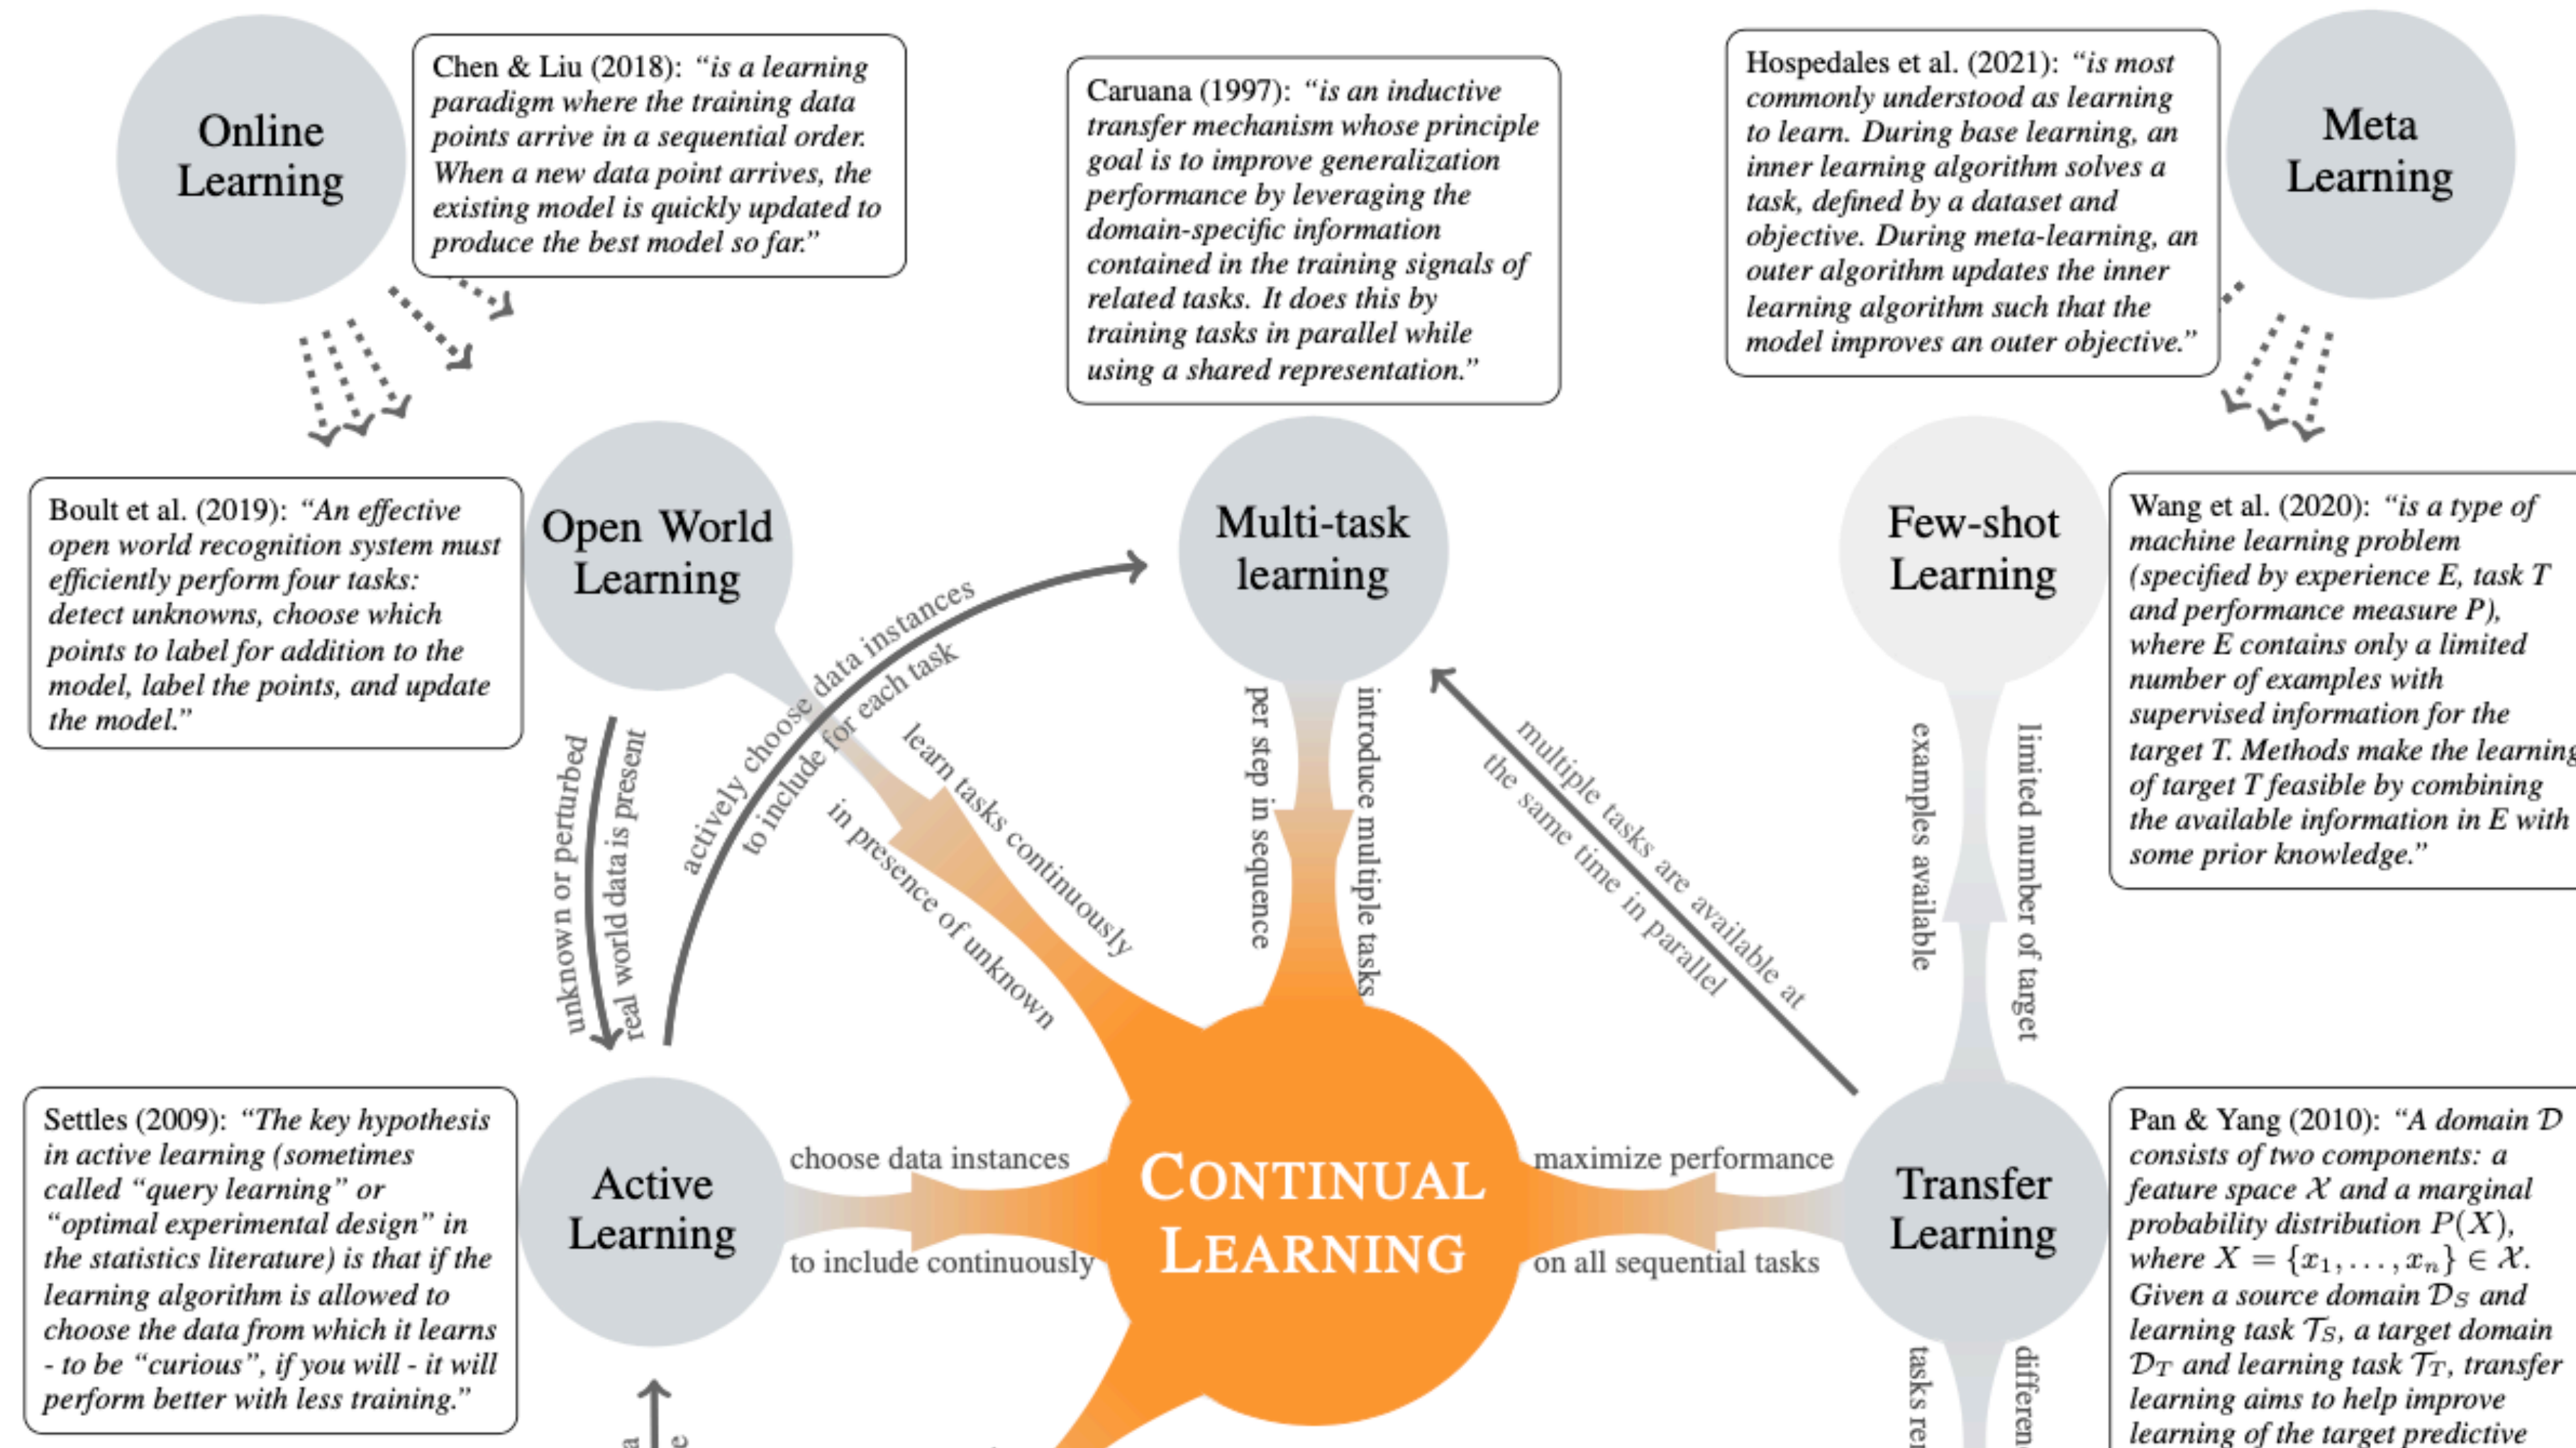 Online
Learning
Chen & Liu (2018): “is a learning
paradigm where the training data
points arrive in a sequential order.
When a new data point arrives, the
existing model is quickly updated to
produce the best model so far.”
Caruana (1997): “is an inductive
transfer mechanism whose principle
goal is to improve generalization
performance by leveraging the
domain-specific information
contained in the training signals of
related tasks. It does this by
training tasks in parallel while
using a shared representation.”
Hospedales et al. (2021): “is most
commonly understood as learning
to learn. During base learning, an
inner learning algorithm solves a
task, defined by a dataset and
objective. During meta-learning, an
outer algorithm updates the inner
learning algorithm such that the
model improves an outer objective.”
Meta
Learning
Boult et al. (2019): “An effective
open world recognition system must
efficiently perform four tasks:
detect unknowns, choose which
points to label for addition to the
model, label the points, and update
the model.”
Open World
Learning
Multi-task
learning
Few-shot
Learning
Wang et al. (2020): “is a type of
machine learning problem
(specified by experience E, task T
and performance measure P),
where E contains only a limited
number of examples with
supervised information for the
target T. Methods make the learning
of target T feasible by combining
the available information in E with
some prior knowledge.”
unknown or perturbed
real world data is present
actively choose data instances
to include for each task
learn tasks continuously
in presence of unknown
introduce multiple tasks
per step in sequence
multiple tasks are available at
the same time in parallel
limited number of target
examples available
Settles (2009): “The key hypothesis
in active learning (sometimes
called “query learning” or
“optimal experimental design” in
the statistics literature) is that if the
learning algorithm is allowed to
choose the data from which it learns
- to be “curious”, if you will - it will
perform better with less training.”
Active
Learning
choose data instances
to include continuously
CONTINUAL
LEARNING
maximize performance
on all sequential tasks
Transfer
Learning
Pan & Yang (2010): “A domain 𝒟
consists of two components: a
feature space 𝒳 and a marginal
probability distribution P(X),
where X = {x₁, . . . , xₙ} ∈ 𝒳.
Given a source domain 𝒟_S and
learning task 𝒯_S, a target domain
𝒟_T and learning task 𝒯_T, transfer
learning aims to help improve
learning of the target predictive
tasks